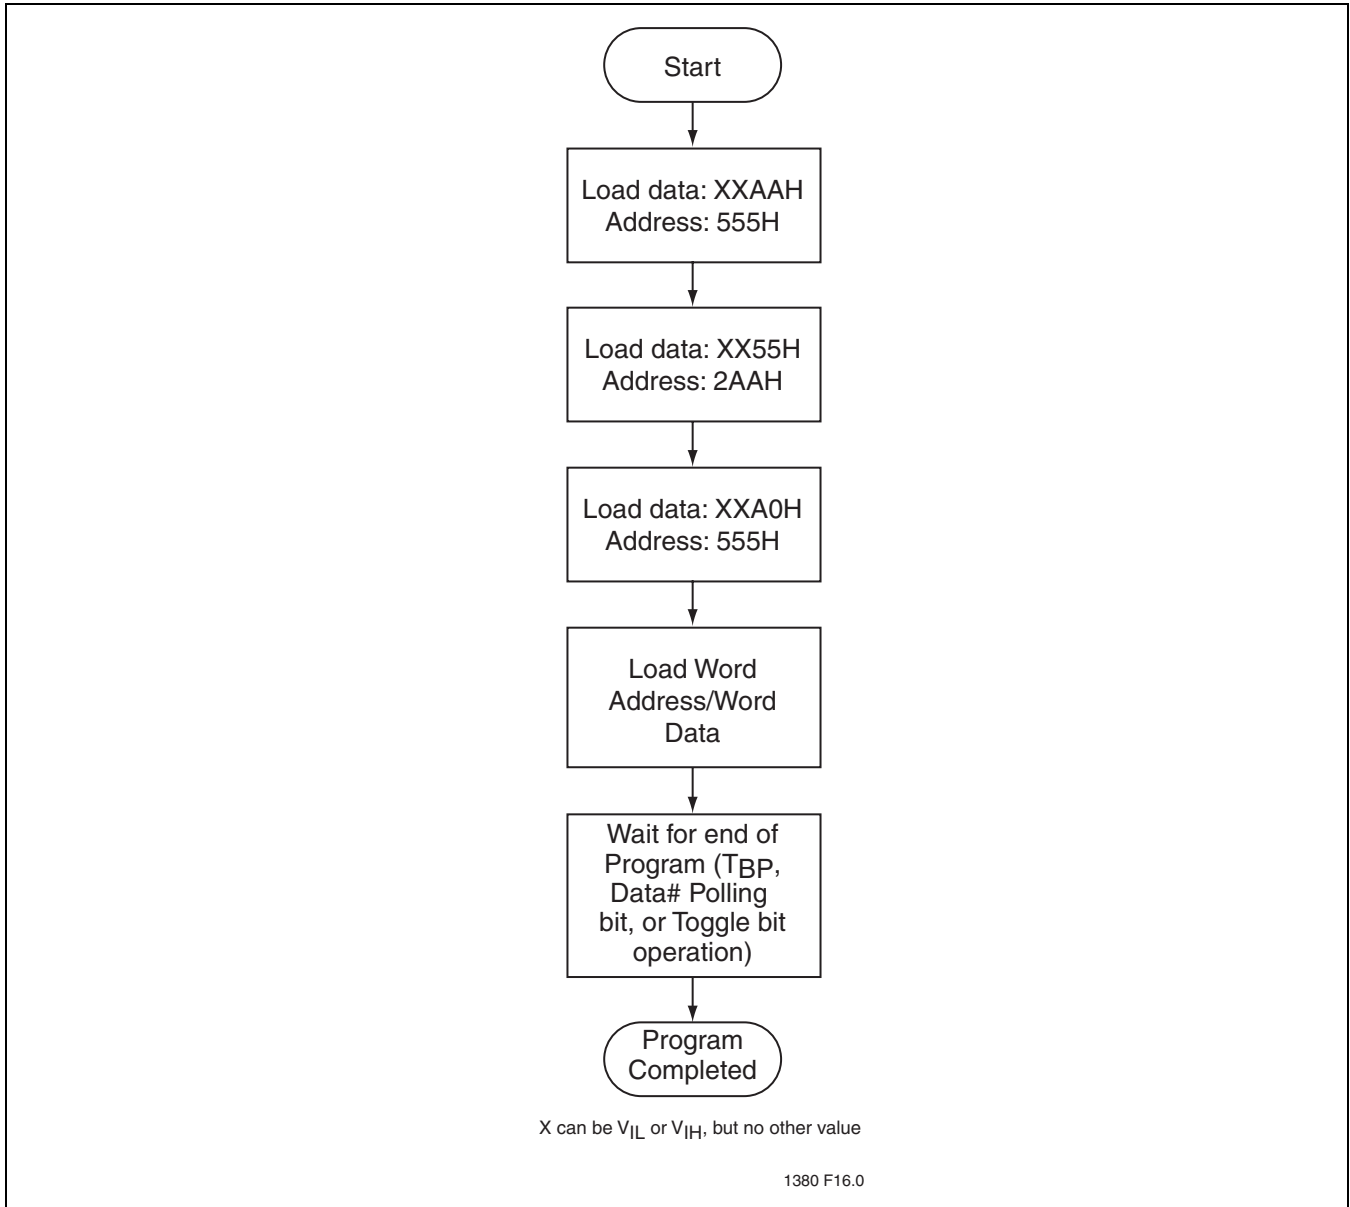 Start
Load data: XXAAH
Address: 555H
Load data: XX55H
Address: 2AAH
Load data: XXA0H
Address: 555H
Load Word
Address/Word
Data
Wait for end of
Program (TBP,
Data# Polling
bit, or Toggle bit
operation)
Program
Completed
X can be VIL or VIH, but no other value
1380 F16.0